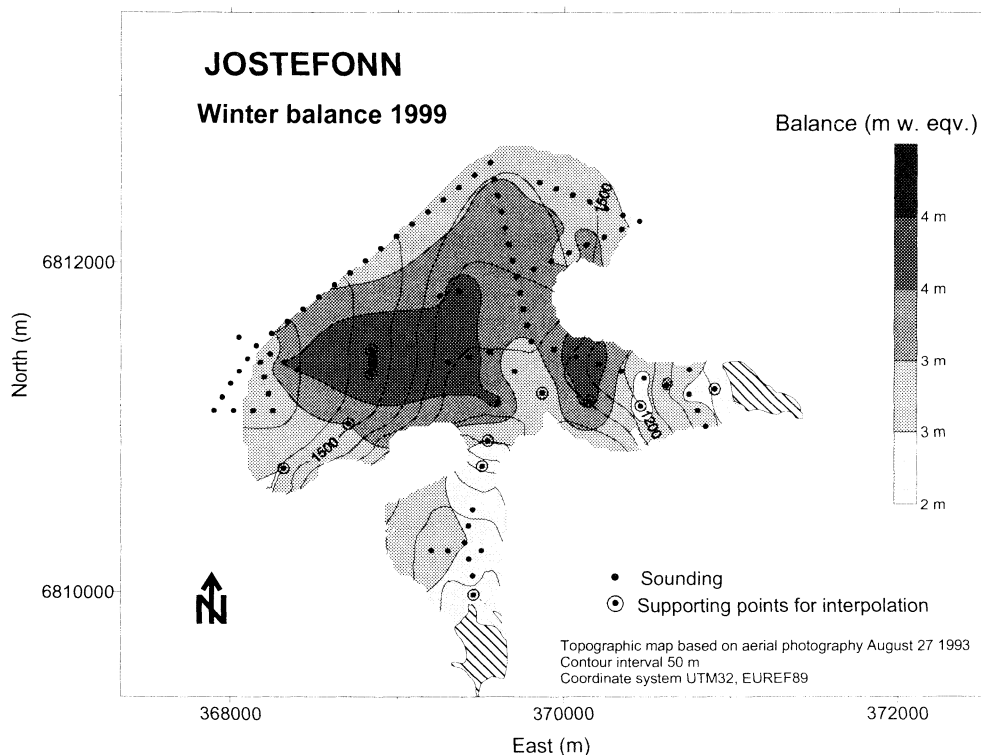 JOSTEFONN
Winter balance 1999
Balance (m w. eqv.)
4 m
4 m
3 m
3 m
2 m
1500
1500
1200
6812000
6810000
North (m)
N
Sounding
Supporting points for interpolation
Topographic map based on aerial photography August 27 1993
Contour interval 50 m
Coordinate system UTM32, EUREF89
368000
370000
372000
East (m)